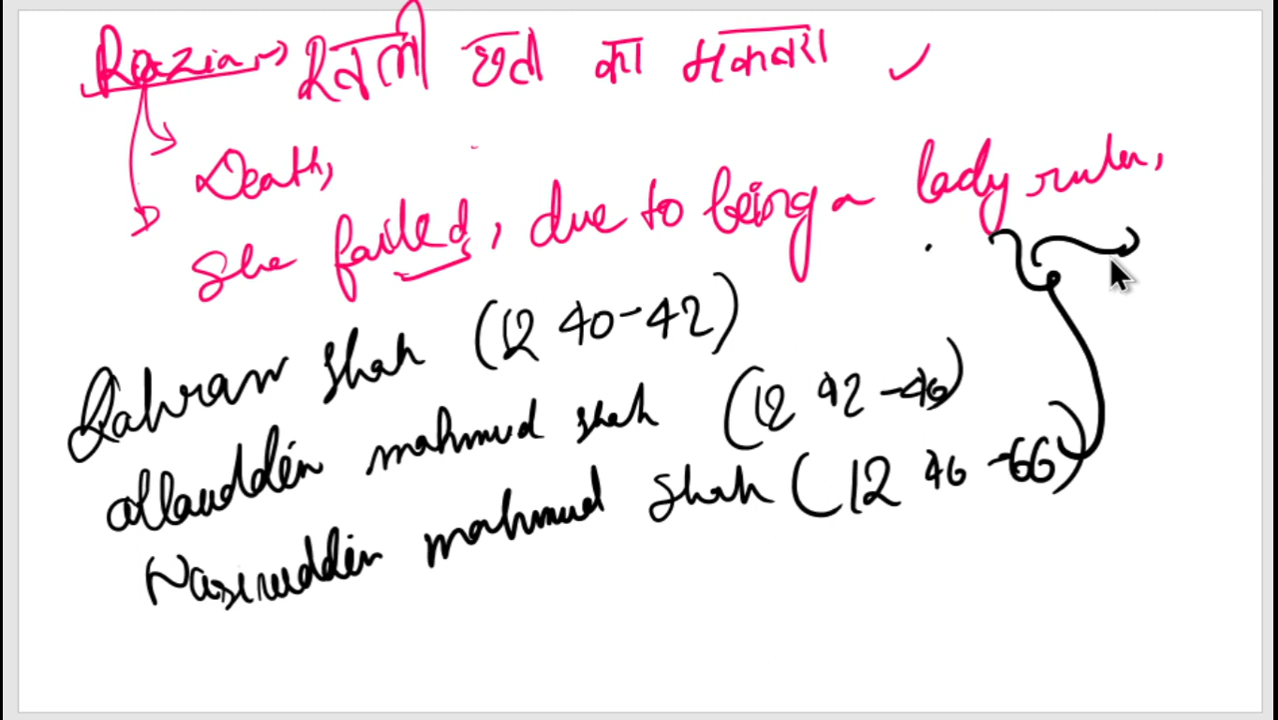 Razia → खुली छत का मकबरा ✓
Death,
She failed, due to being a lady ruler,
Bahram Shah (1240-42)
Allauddin mahmud shah (1242-46)
Nasiruddin mahmud Shah (1246-66)